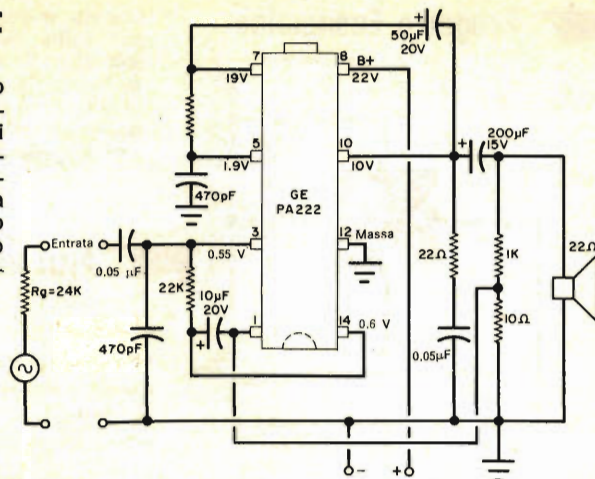 50µF
20V
7
8
B+
19V
22V
5
10
200µF
15V
1.9V
10V
470pF
GE
PA222
Entrata
3
12
Massa
0.05 µF
0.55 V
22Ω
1K
22Ω
Rg=24K
22K
10µF
20V
1
14
0.6 V
10Ω
470pF
0,05µF
-
+